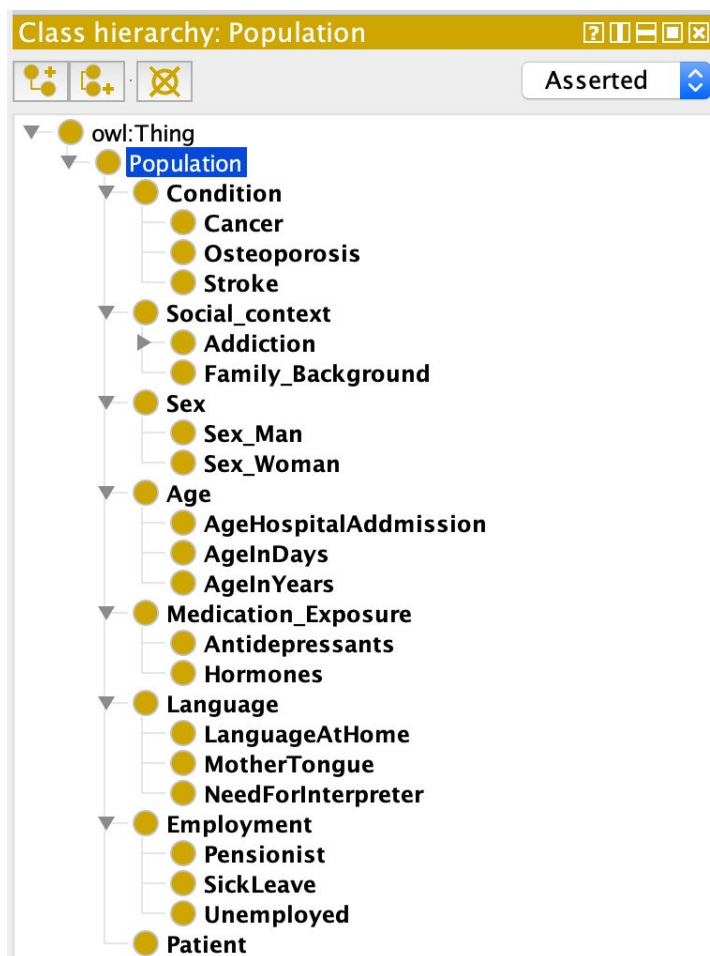 Class hierarchy: Population
Asserted
owl:Thing
Population
Condition
Cancer
Osteoporosis
Stroke
Social_context
Addiction
Family_Background
Sex
Sex_Man
Sex_Woman
Age
AgeHospitalAddmission
AgeInDays
AgeInYears
Medication_Exposure
Antidepressants
Hormones
Language
LanguageAtHome
MotherTongue
NeedForInterpreter
Employment
Pensionist
SickLeave
Unemployed
Patient